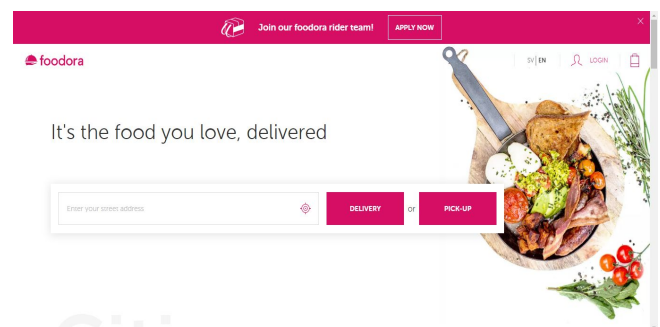 Join our foodora rider team! APPLY NOW
foodora
SV EN LOGIN
It's the food you love, delivered
Enter your street address DELIVERY or PICK-UP